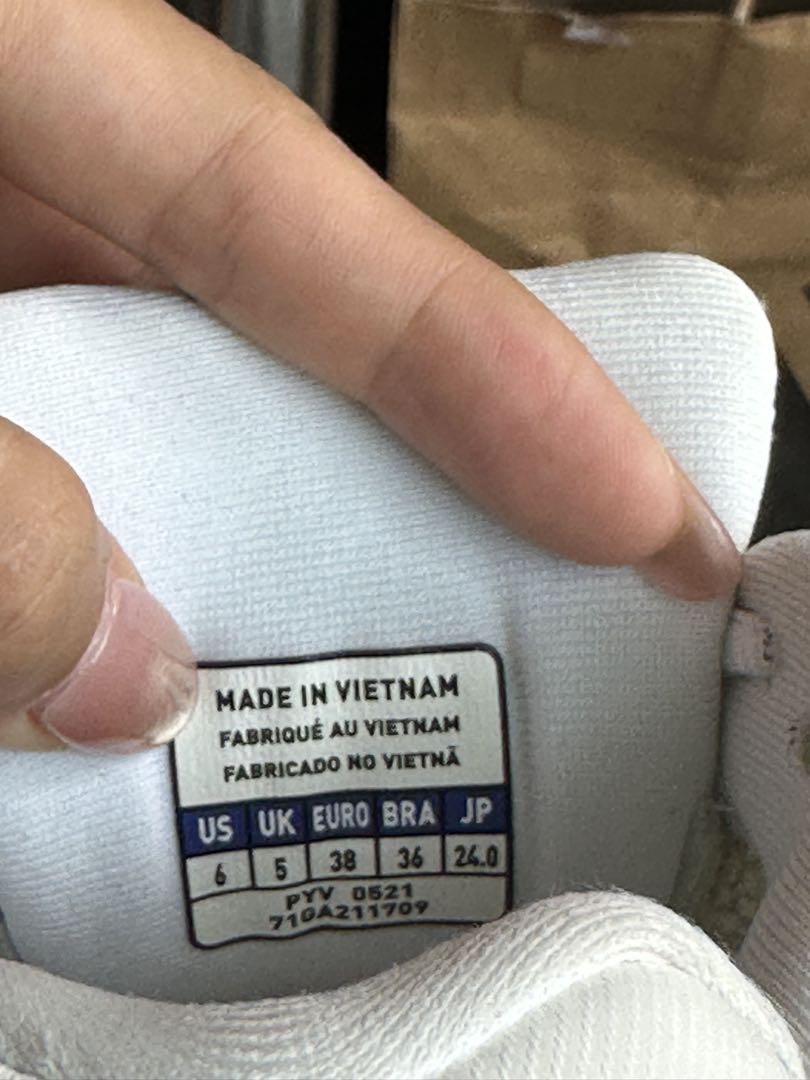 MADE IN VIETNAM
FABRIQUÉ AU VIETNAM
FABRICADO NO VIETNÃ
US UK EURO BRA JP
6 5 38 36 24.0
PYV 0521
710A211709